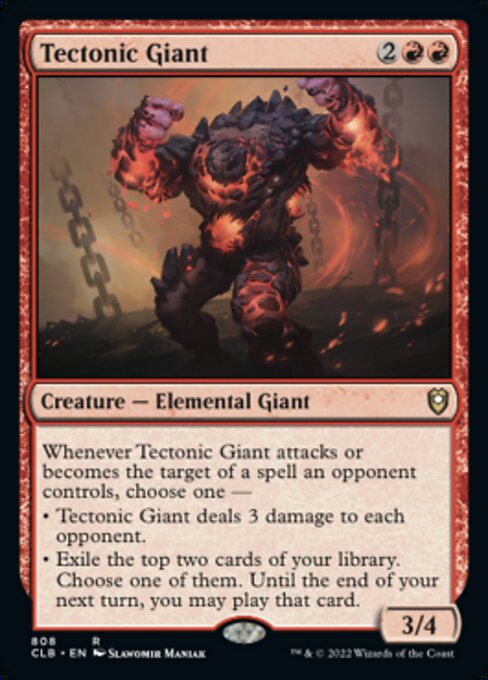 Tectonic Giant 2
Creature — Elemental Giant
Whenever Tectonic Giant attacks or
becomes the target of a spell an opponent
controls, choose one —
• Tectonic Giant deals 3 damage to each
opponent.
• Exile the top two cards of your library.
Choose one of them. Until the end of your
next turn, you may play that card.
3/4
808 R
CLB • EN Slawomir Maniak
™ & © 2022 Wizards of the Coast